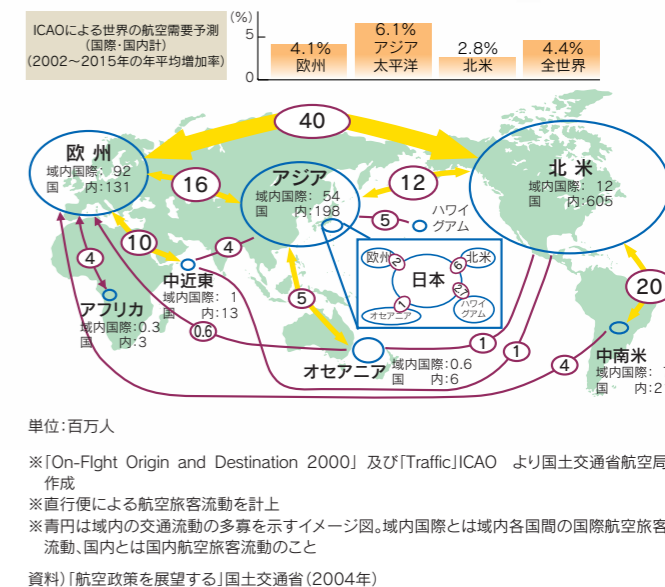 ICAOによる世界の航空需要予測
(国際・国内計)
(2002〜2015年の年平均増加率)
(%)
5
0
4.1%
欧州
6.1%
アジア
太平洋
2.8%
北米
4.4%
全世界
40
欧 州
域内国際: 92
国 内:131
16
アジア
域内国際: 54
国 内:198
12
北 米
域内国際: 12
国 内:605
5
ハワイ
グアム
10
4
4
中近東
域内国際: 1
国 内:13
アフリカ
域内国際:0.3
国 内:3
0.6
5
欧州
2
北米
6
日本
1
オセアニア
ハワイ
グアム
オセアニア
域内国際:0.6
国 内:6
1
1
4
20
中南米
域内国際:
国 内:2
単位:百万人
※「On-FIght Origin and Destination 2000」 及び「Traffic」ICAO より国土交通省航空局
作成
※直行便による航空旅客流動を計上
※青円は域内の交通流動の多寡を示すイメージ図。域内国際とは域内各国間の国際航空旅客
流動、国内とは国内航空旅客流動のこと
資料)「航空政策を展望する」国土交通省(2004年)